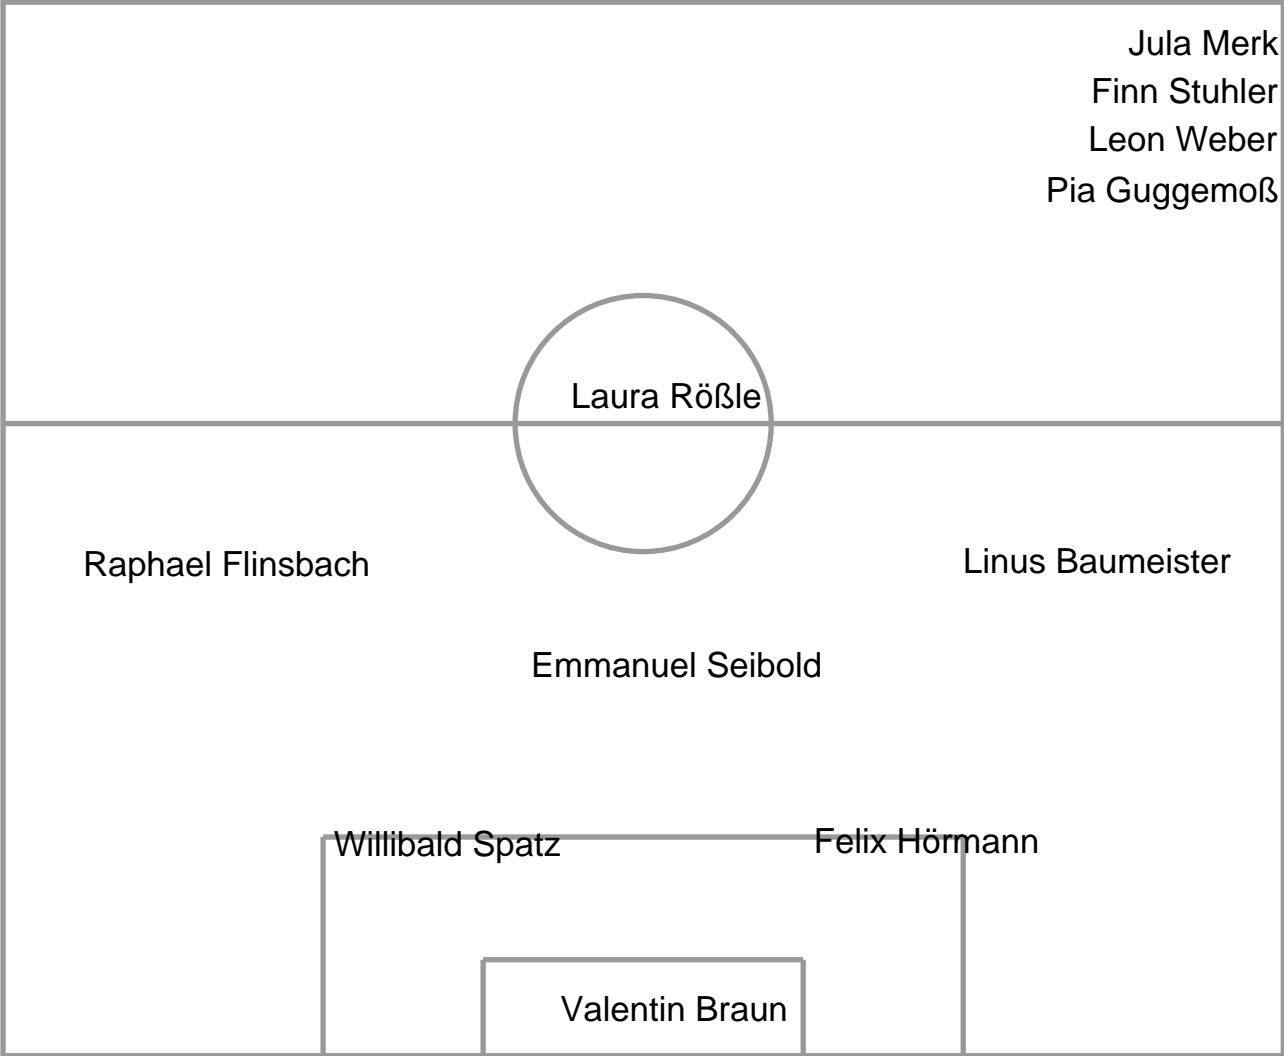 Jula Merk
Finn Stuhler
Leon Weber
Pia Guggemoß
Laura Rößle
Raphael Flinsbach
Linus Baumeister
Emmanuel Seibold
Willibald Spatz
Felix Hörmann
Valentin Braun